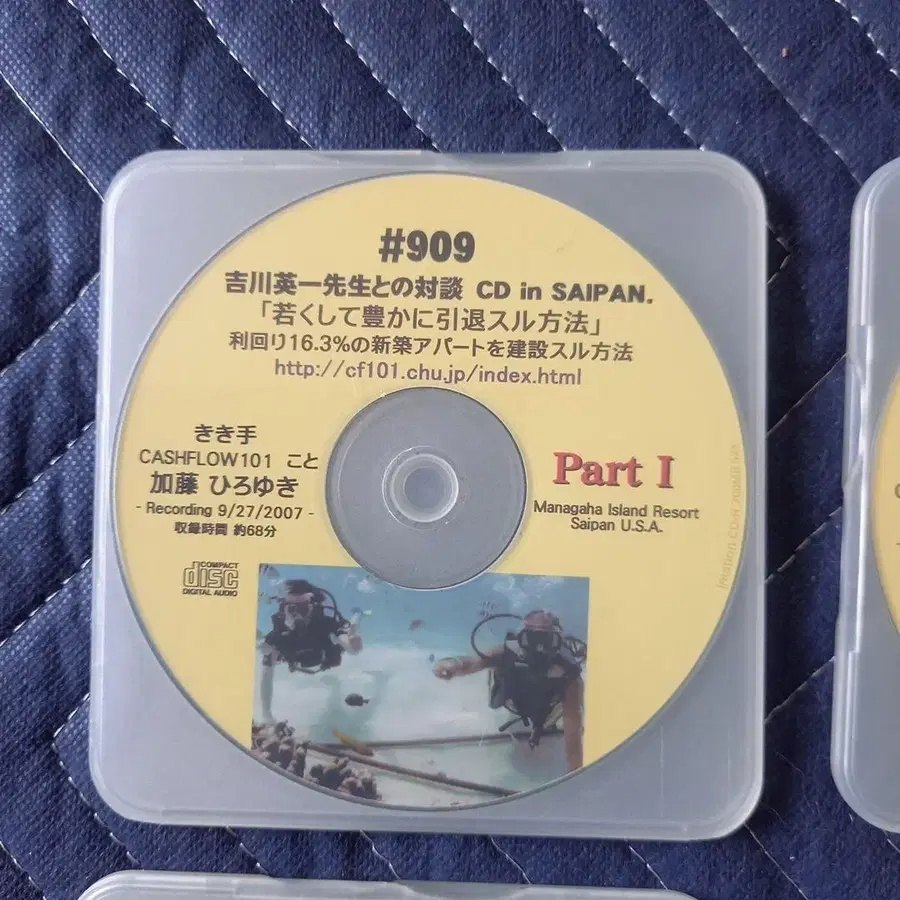 #909
吉川英一先生との対談 CD in SAIPAN.
「若くして豊かに引退スル方法」
利回り16.3%の新築アパートを建設スル方法
http://cf101.chu.jp/index.html
きき手
CASHFLOW101 こと
加藤 ひろゆき
- Recording 9/27/2007 -
収録時間 約68分
Part I
Managaha Island Resort
Saipan U.S.A.
COMPACT
disc
DIGITAL AUDIO
Imation CD-R 700MB